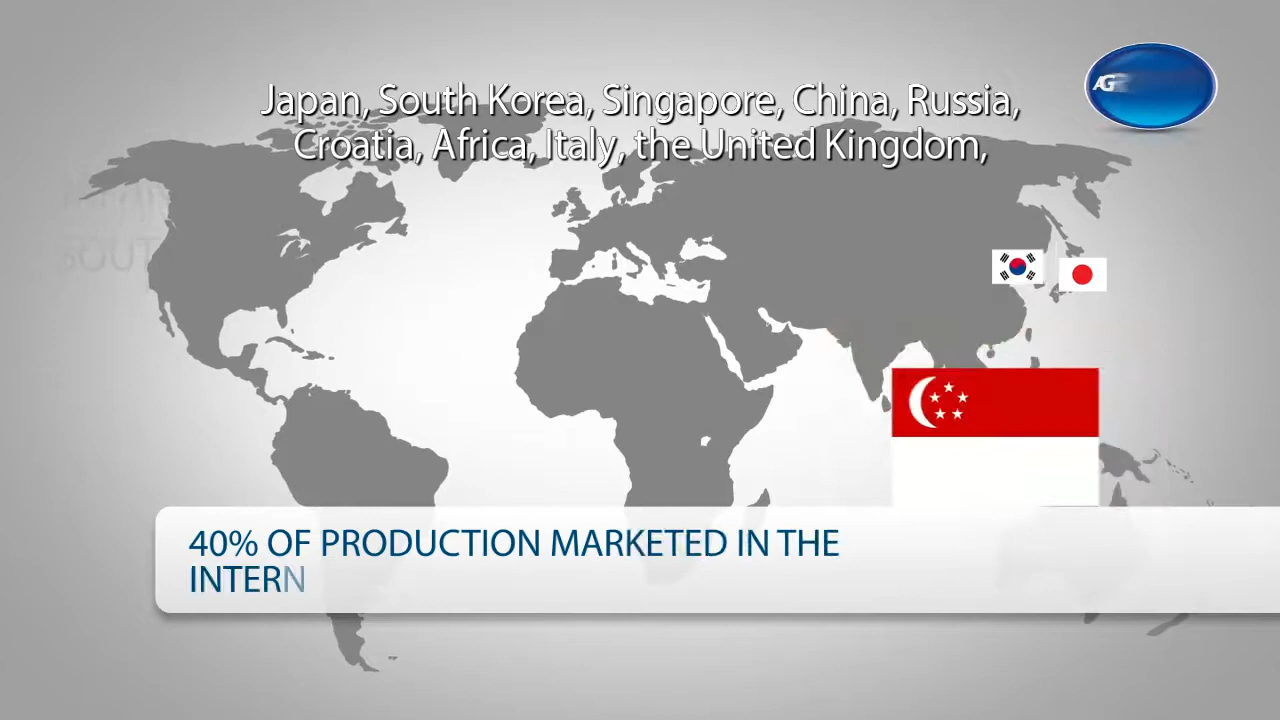 Japan, South Korea, Singapore, China, Russia,
Croatia, Africa, Italy, the United Kingdom,
AG
40% OF PRODUCTION MARKETED IN THE
INTERN